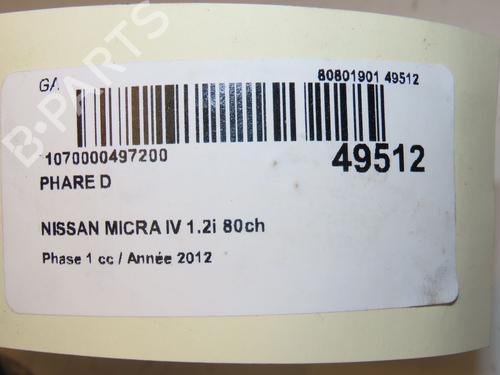 GA
80801901 49512
1070000497200
49512
PHARE D
NISSAN MICRA IV 1.2i 80ch
Phase 1 cc / Année 2012
B-PARTS